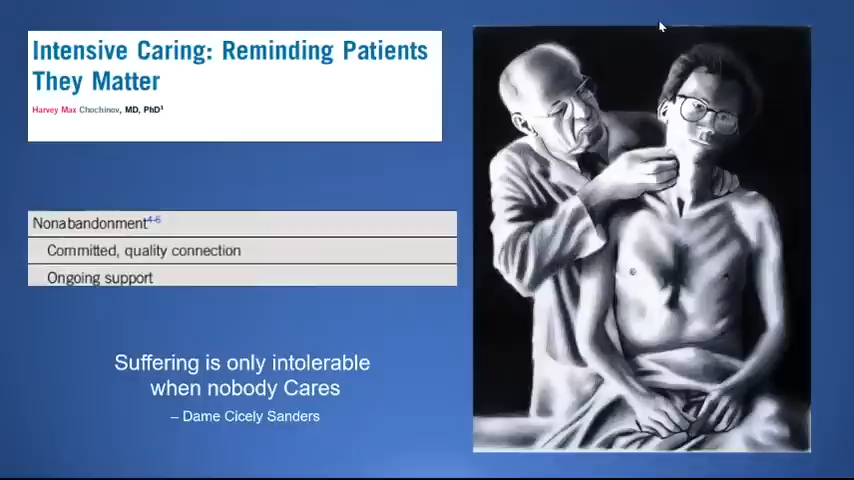 Intensive Caring: Reminding Patients
They Matter
Harvey Max Chochinov, MD, PhD¹
Nonabandonment⁴⁻⁶
Committed, quality connection
Ongoing support
Suffering is only intolerable
when nobody Cares
– Dame Cicely Sanders